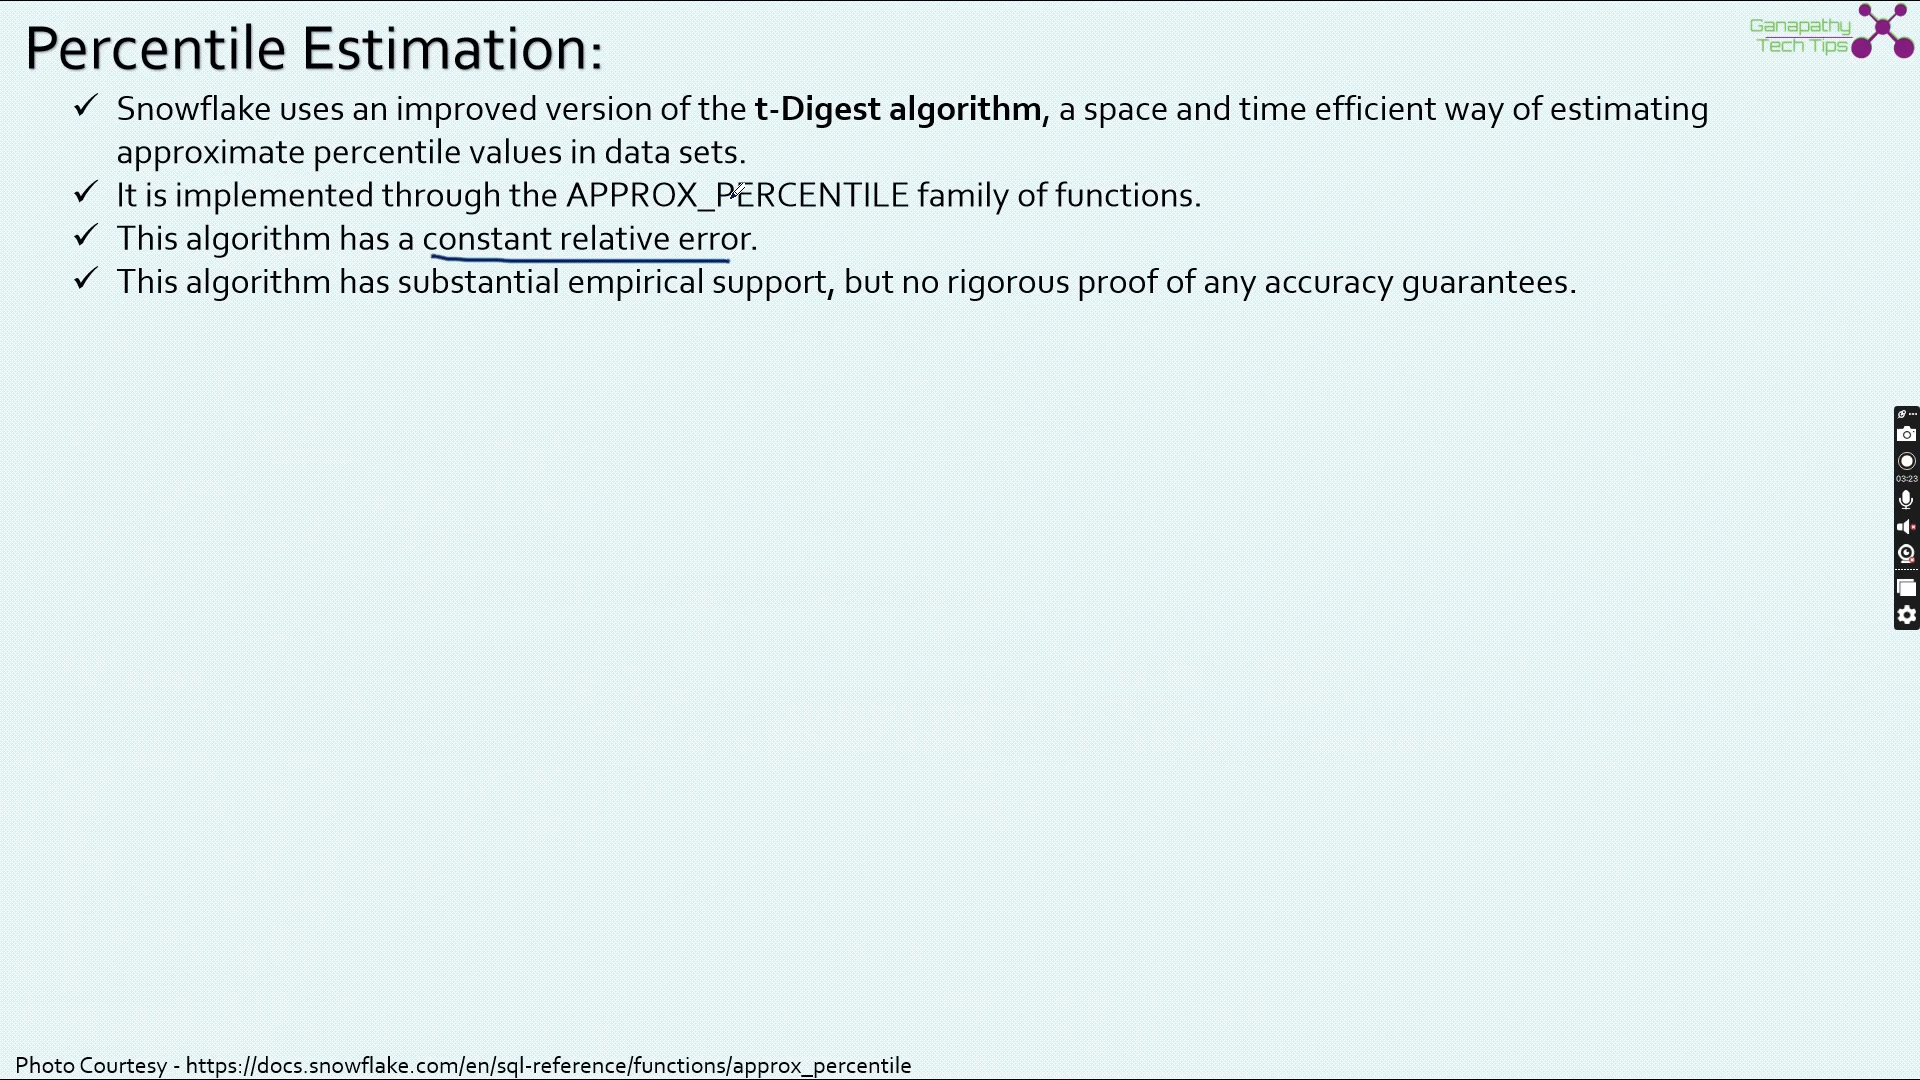 Percentile Estimation:
Ganapathy
Tech Tips
✓ Snowflake uses an improved version of the t-Digest algorithm, a space and time efficient way of estimating
approximate percentile values in data sets.
✓ It is implemented through the APPROX_PERCENTILE family of functions.
✓ This algorithm has a constant relative error.
✓ This algorithm has substantial empirical support, but no rigorous proof of any accuracy guarantees.
03:23
Photo Courtesy - https://docs.snowflake.com/en/sql-reference/functions/approx_percentile